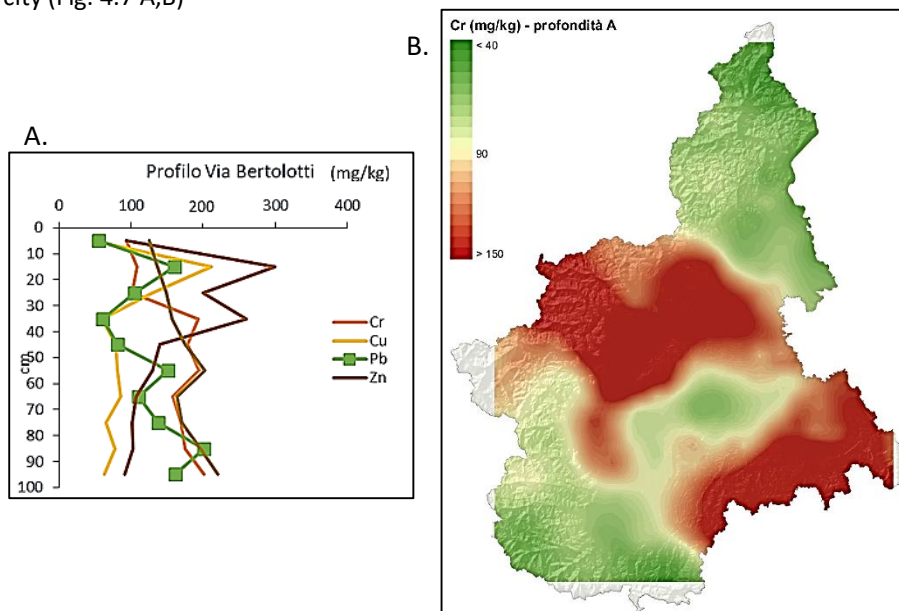 city (Fig. 4.7 A,B)
A.
Profilo Via Bertolotti (mg/kg)
0 100 200 300 400
0
10
20
30
40
50
60
70
80
90
100
cm
Cr
Cu
Pb
Zn
B.
Cr (mg/kg) - profondità A
< 40
90
> 150